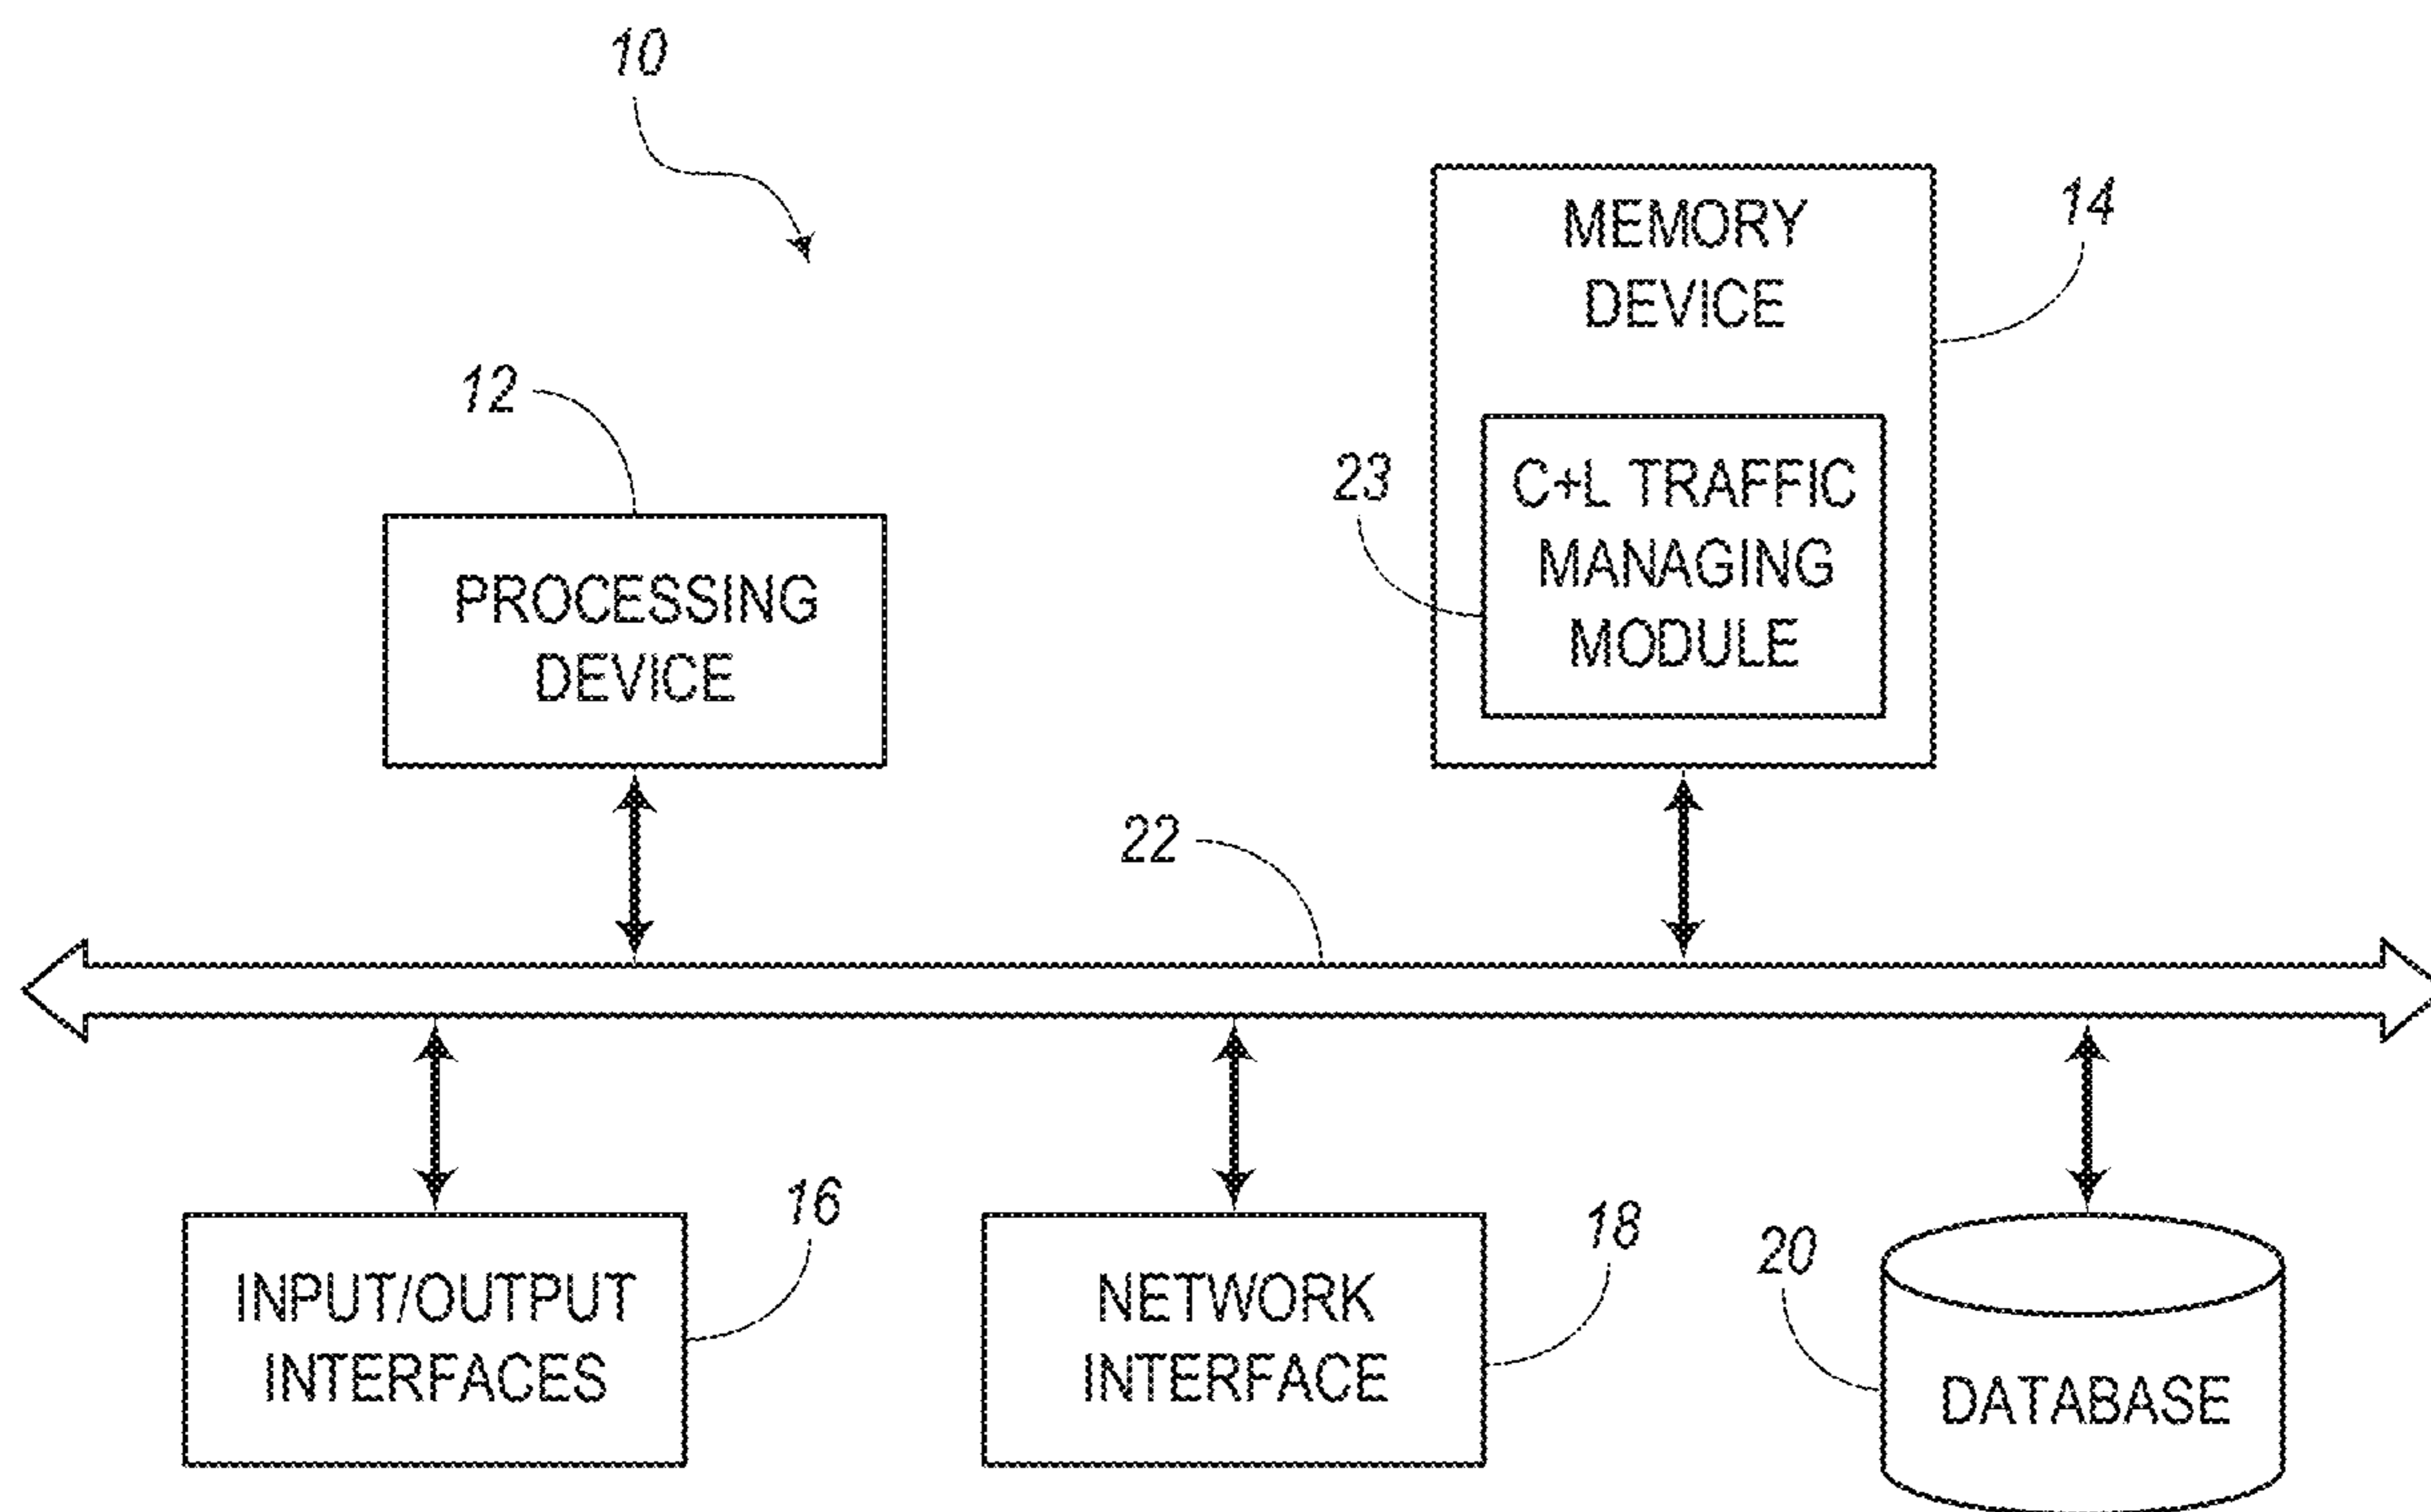 10
MEMORY
DEVICE
14
12
23
C+L TRAFFIC
MANAGING
MODULE
PROCESSING
DEVICE
22
16
18
20
INPUT/OUTPUT
INTERFACES
NETWORK
INTERFACE
DATABASE